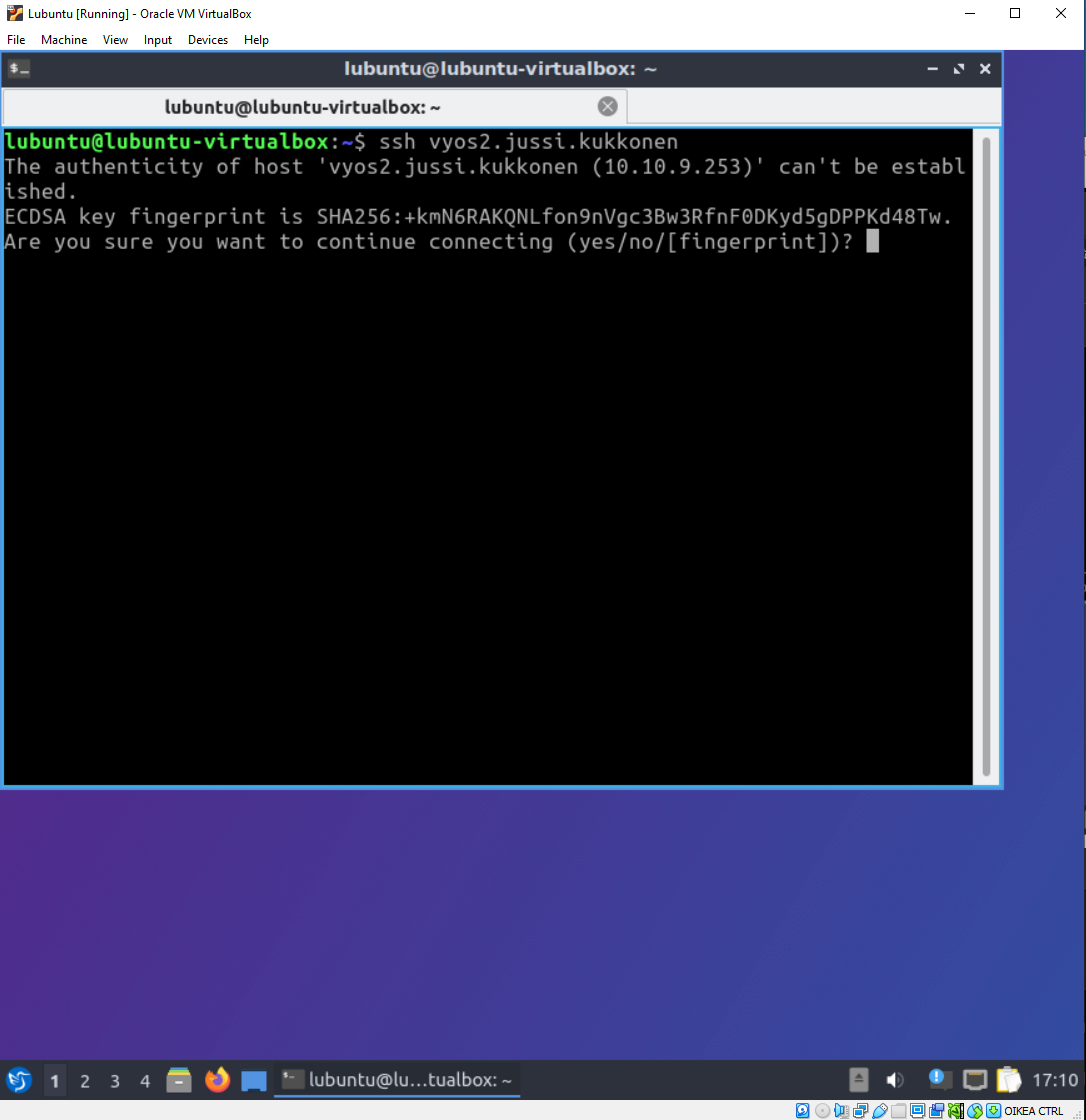 Lubuntu [Running] - Oracle VM VirtualBox
File Machine View Input Devices Help
lubuntu@lubuntu-virtualbox: ~
lubuntu@lubuntu-virtualbox: ~
lubuntu@lubuntu-virtualbox:~$ ssh vyos2.jussi.kukkonen
The authenticity of host 'vyos2.jussi.kukkonen (10.10.9.253)' can't be establ
ished.
ECDSA key fingerprint is SHA256:+kmN6RAKQNLfon9nVgc3Bw3RfnF0DKyd5gDPPKd48Tw.
Are you sure you want to continue connecting (yes/no/[fingerprint])?
1 2 3 4 lubuntu@lu...tualbox: ~ 17:10
OIKEA CTRL